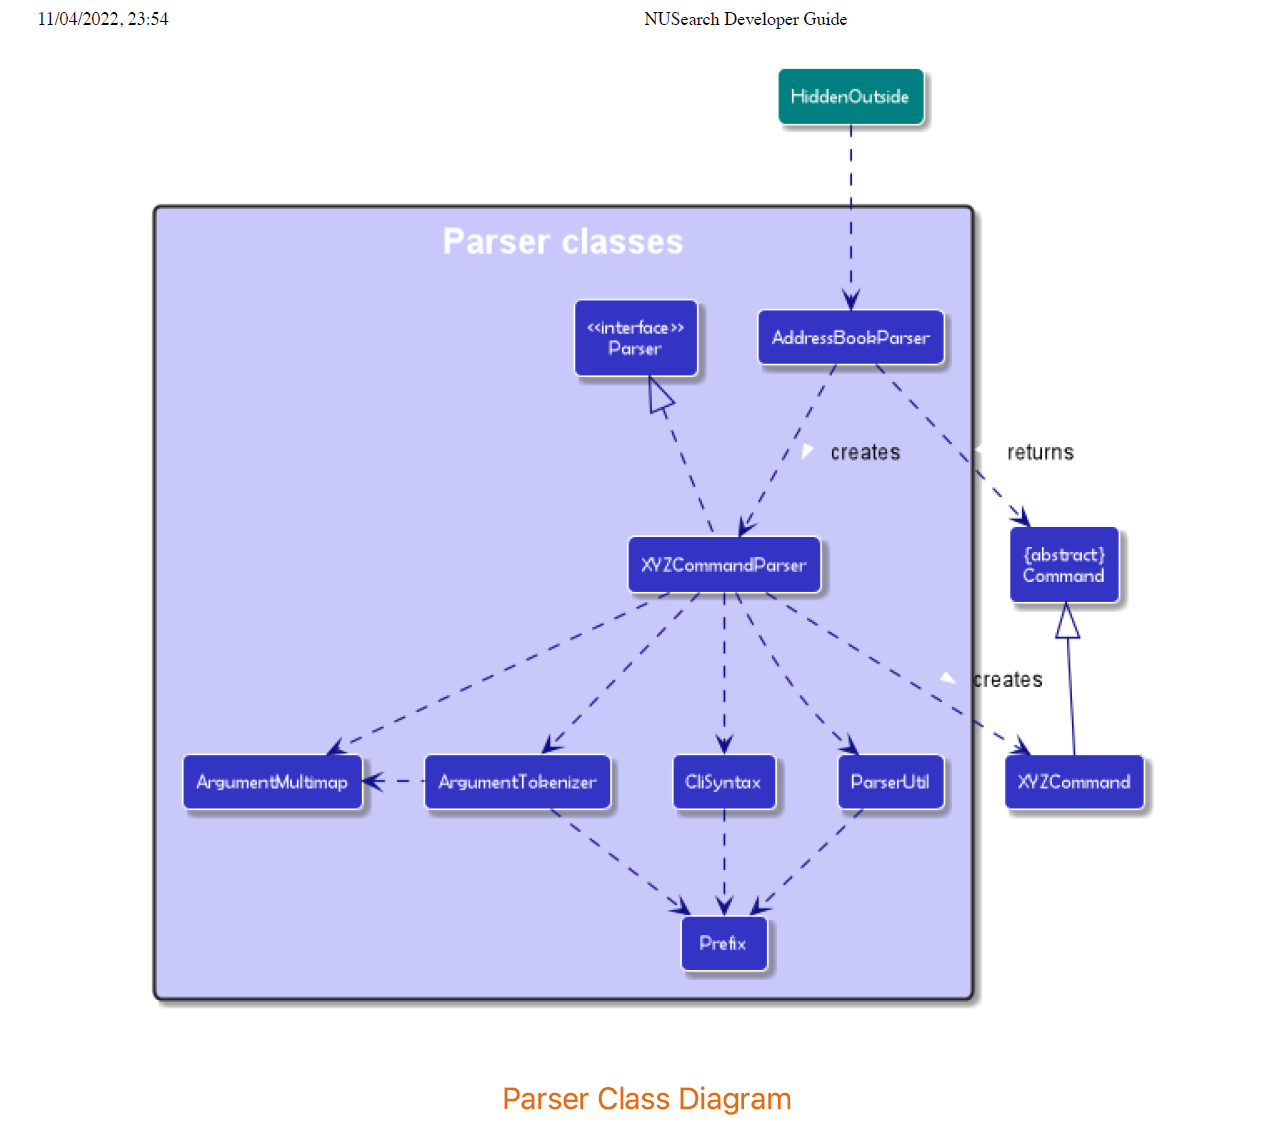 11/04/2022, 23:54
NUSearch Developer Guide
HiddenOutside
Parser classes
<<interface>>
Parser
AddressBookParser
creates
returns
XYZCommandParser
{abstract}
Command
creates
ArgumentMultimap
ArgumentTokenizer
CliSyntax
ParserUtil
XYZCommand
Prefix
Parser Class Diagram